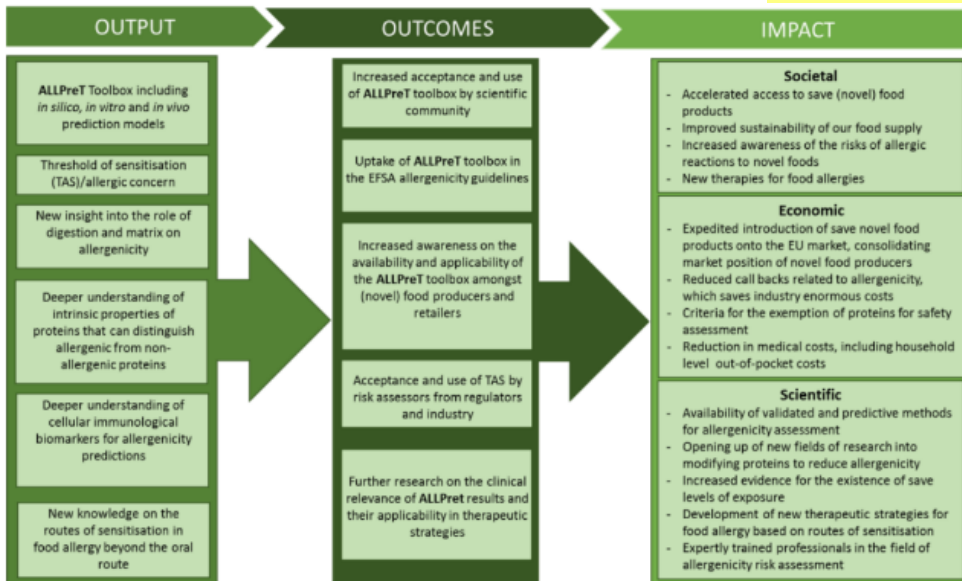 OUTPUT
ALLPreT Toolbox including
in silico, in vitro and in vivo
prediction models
Threshold of sensitisation
(TAS)/allergic concern
New insight into the role of
digestion and matrix on
allergenicity
Deeper understanding of
intrinsic properties of
proteins that can distinguish
allergenic from non-
allergenic proteins
Deeper understanding of
cellular immunological
biomarkers for allergenicity
predictions
New knowledge on the
routes of sensitisation in
food allergy beyond the oral
route
OUTCOMES
Increased acceptance and use
of ALLPreT toolbox by scientific
community
Uptake of ALLPreT toolbox in
the EFSA allergenicity guidelines
Increased awareness on the
availability and applicability of
the ALLPreT toolbox amongst
(novel) food producers and
retailers
Acceptance and use of TAS by
risk assessors from regulators
and industry
Further research on the clinical
relevance of ALLPret results and
their applicability in therapeutic
strategies
IMPACT
Societal
- Accelerated access to save (novel) food
products
- Improved sustainability of our food supply
- Increased awareness of the risks of allergic
reactions to novel foods
- New therapies for food allergies
Economic
- Expedited introduction of save novel food
products onto the EU market, consolidating
market position of novel food producers
- Reduced call backs related to allergenicity,
which saves industry enormous costs
- Criteria for the exemption of proteins for safety
assessment
- Reduction in medical costs, including household
level out-of-pocket costs
Scientific
- Availability of validated and predictive methods
for allergenicity assessment
- Opening up of new fields of research into
modifying proteins to reduce allergenicity
- Increased evidence for the existence of save
levels of exposure
- Development of new therapeutic strategies for
food allergy based on routes of sensitisation
- Expertly trained professionals in the field of
allergenicity risk assessment